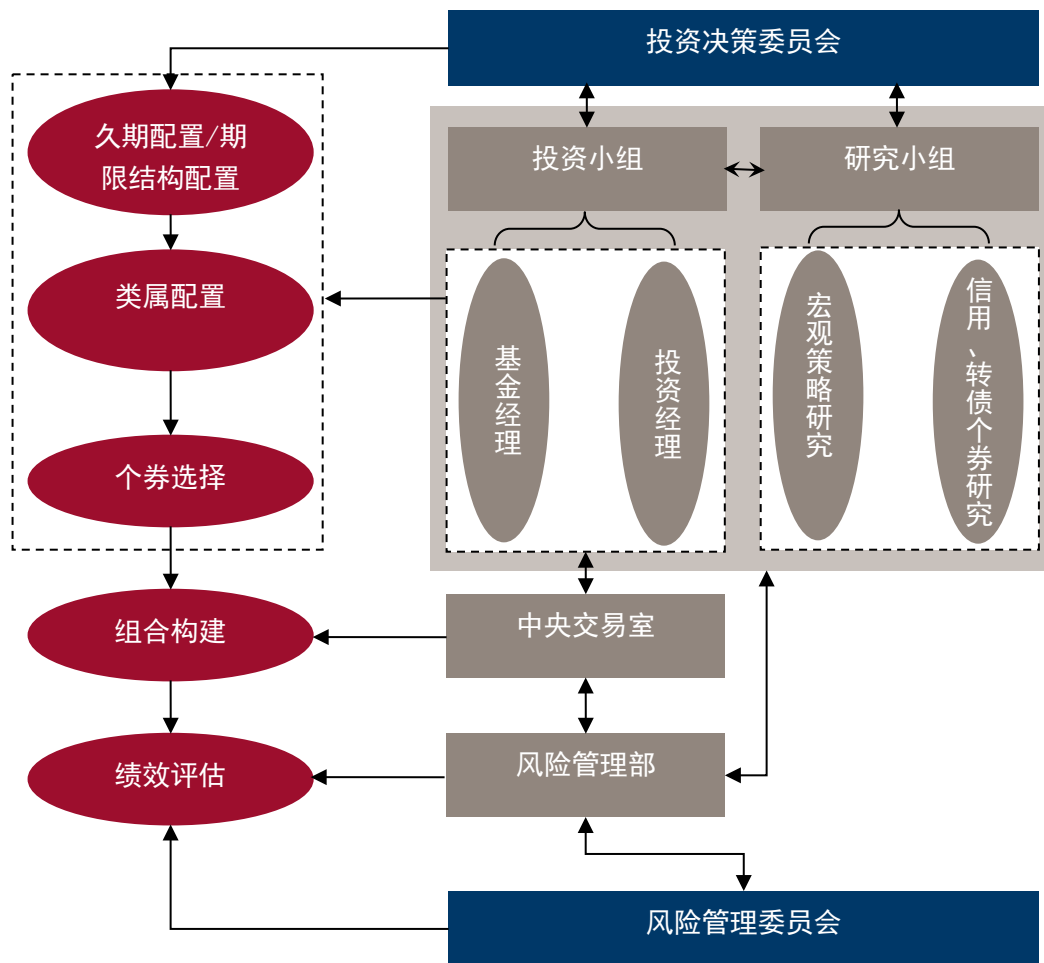 投资决策委员会
久期配置/期
限结构配置
投资小组
研究小组
类属配置
基金经理
投资经理
宏观策略研究
信用、转债个券研究
个券选择
组合构建
中央交易室
绩效评估
风险管理部
风险管理委员会